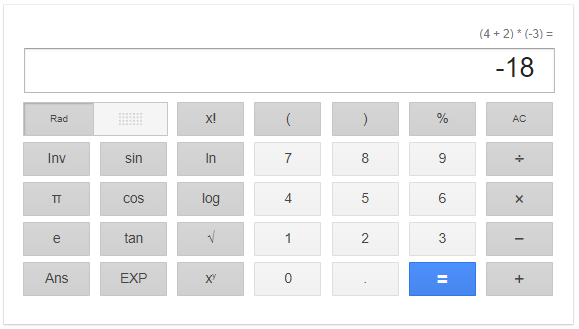 (4 + 2) * (-3) =
-18
Rad x! ( ) % AC
Inv sin ln 7 8 9 ÷
π cos log 4 5 6 ×
e tan √ 1 2 3 −
Ans EXP xʸ 0 . = +